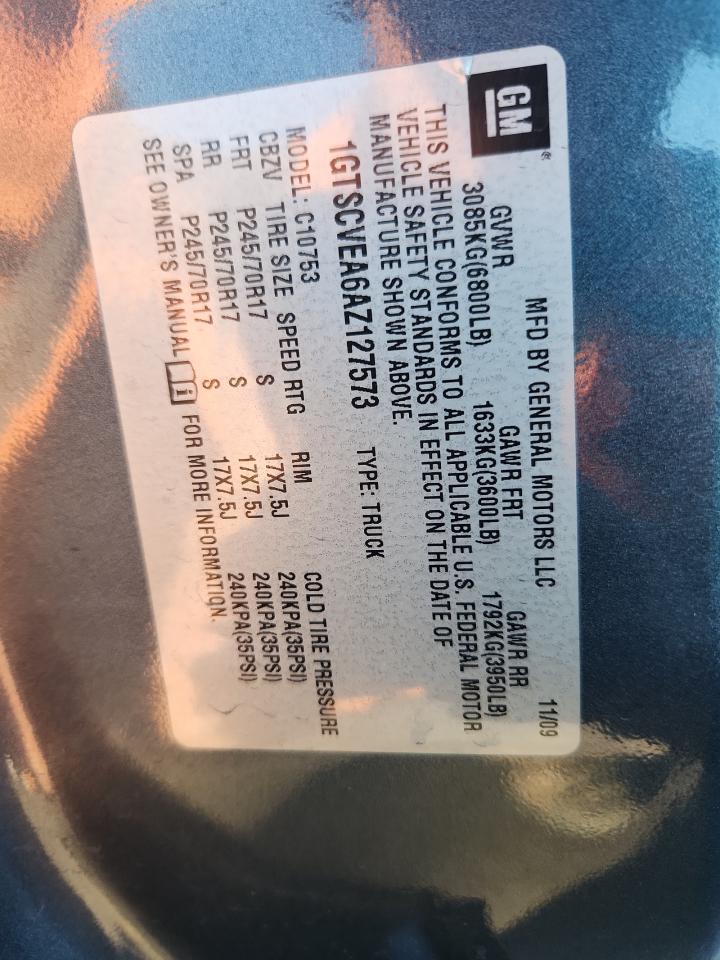 GM®
MFD BY GENERAL MOTORS LLC 11/09
GVWR GAWR FRT GAWR RR
3085KG(6800LB) 1633KG(3600LB) 1792KG(3950LB)
THIS VEHICLE CONFORMS TO ALL APPLICABLE U.S. FEDERAL MOTOR
VEHICLE SAFETY STANDARDS IN EFFECT ON THE DATE OF
MANUFACTURE SHOWN ABOVE.
1GTSCVEA6AZ127573 TYPE: TRUCK
MODEL: C10753
CBZV TIRE SIZE SPEED RTG RIM COLD TIRE PRESSURE
FRT P245/70R17 S 17X7.5J 240KPA(35PSI)
RR P245/70R17 S 17X7.5J 240KPA(35PSI)
SPA P245/70R17 S 17X7.5J 240KPA(35PSI)
SEE OWNER'S MANUAL i FOR MORE INFORMATION.